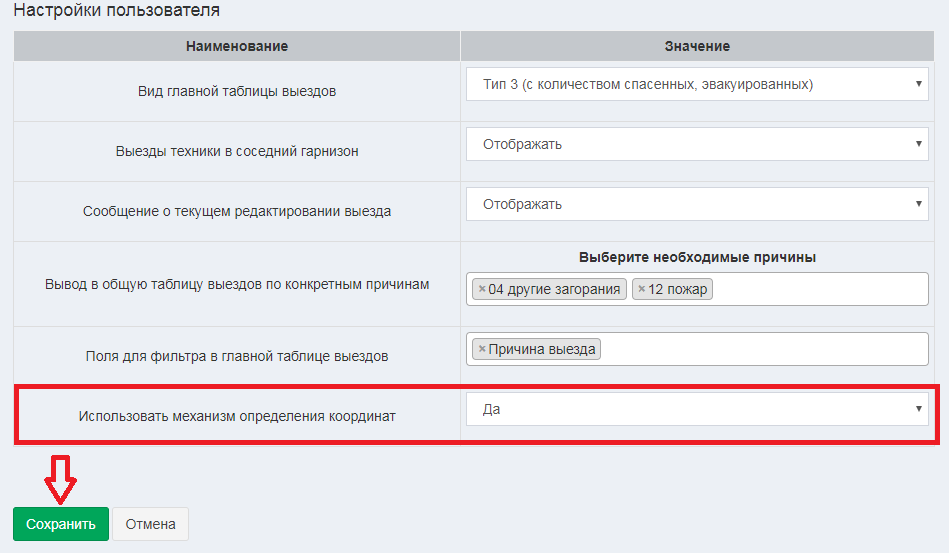 Настройки пользователя
Наименование
Значение
Вид главной таблицы выездов
Тип 3 (с количеством спасенных, эвакуированных)
Выезды техники в соседний гарнизон
Отображать
Сообщение о текущем редактировании выезда
Отображать
Вывод в общую таблицу выездов по конкретным причинам
Выберите необходимые причины
×04 другие загорания ×12 пожар
Поля для фильтра в главной таблице выездов
×Причина выезда
Использовать механизм определения координат
Да
Сохранить
Отмена